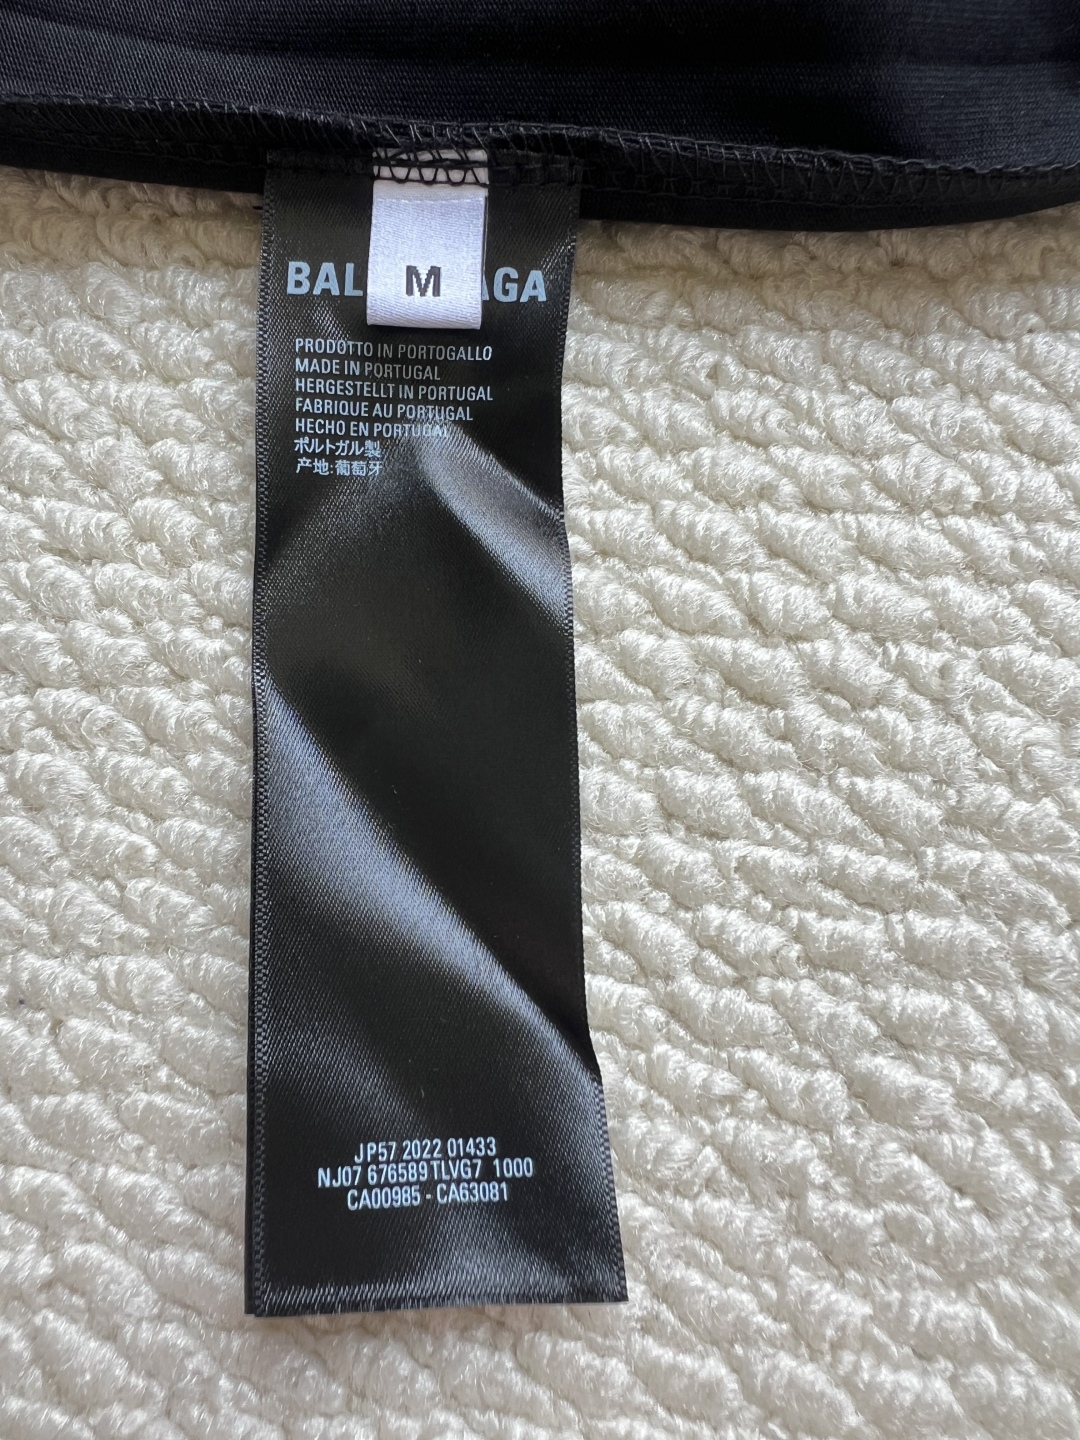 BAL M AGA
PRODOTTO IN PORTOGALLO
MADE IN PORTUGAL
HERGESTELLT IN PORTUGAL
FABRIQUE AU PORTUGAL
HECHO EN PORTUGAL
ポルトガル製
产地:葡萄牙
JP57 2022 01433
NJ07 676589 TLVG7 1000
CA00985 - CA63081